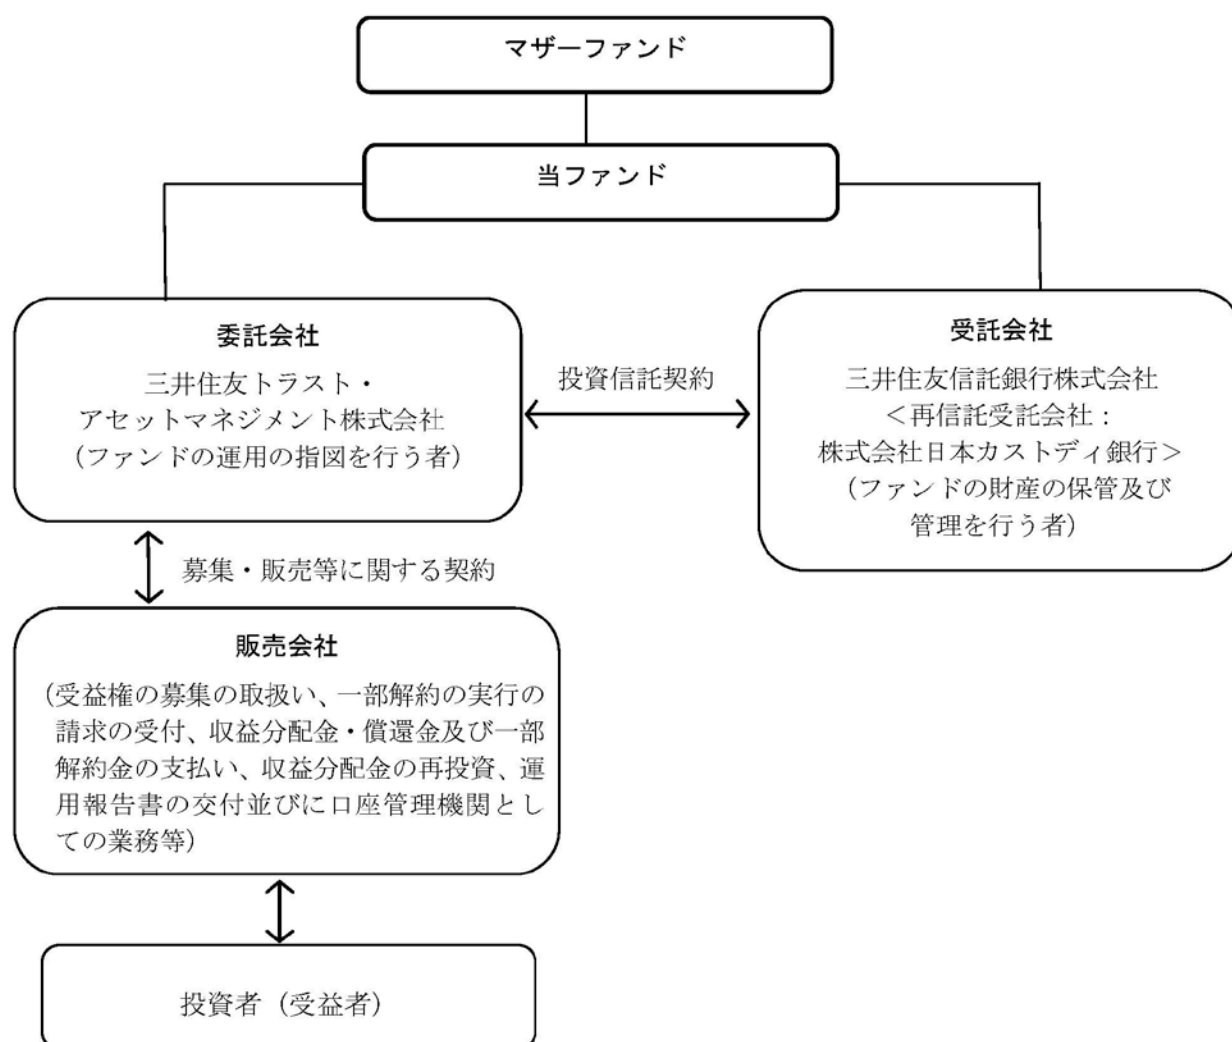 マザーファンド
当ファンド
委託会社
三井住友トラスト・
アセットマネジメント株式会社
（ファンドの運用の指図を行う者）
投資信託契約
受託会社
三井住友信託銀行株式会社
＜再信託受託会社：
株式会社日本カストディ銀行＞
（ファンドの財産の保管及び
管理を行う者）
募集・販売等に関する契約
販売会社
（受益権の募集の取扱い、一部解約の実行の
請求の受付、収益分配金・償還金及び一部
解約金の支払い、収益分配金の再投資、運
用報告書の交付並びに口座管理機関とし
ての業務等）
投資者（受益者）